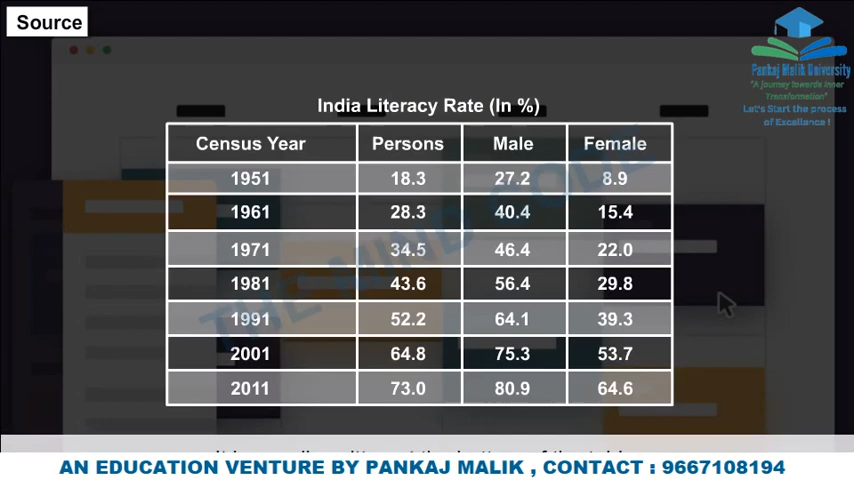 Source
Pankaj Malik University
"A Journey towards Inner
Transformation"
Let's Start the process
of Excellence !
India Literacy Rate (In %)
Census Year Persons Male Female
1951 18.3 27.2 8.9
1961 28.3 40.4 15.4
1971 34.5 46.4 22.0
1981 43.6 56.4 29.8
1991 52.2 64.1 39.3
2001 64.8 75.3 53.7
2011 73.0 80.9 64.6
THE MIND CODE
AN EDUCATION VENTURE BY PANKAJ MALIK , CONTACT : 9667108194